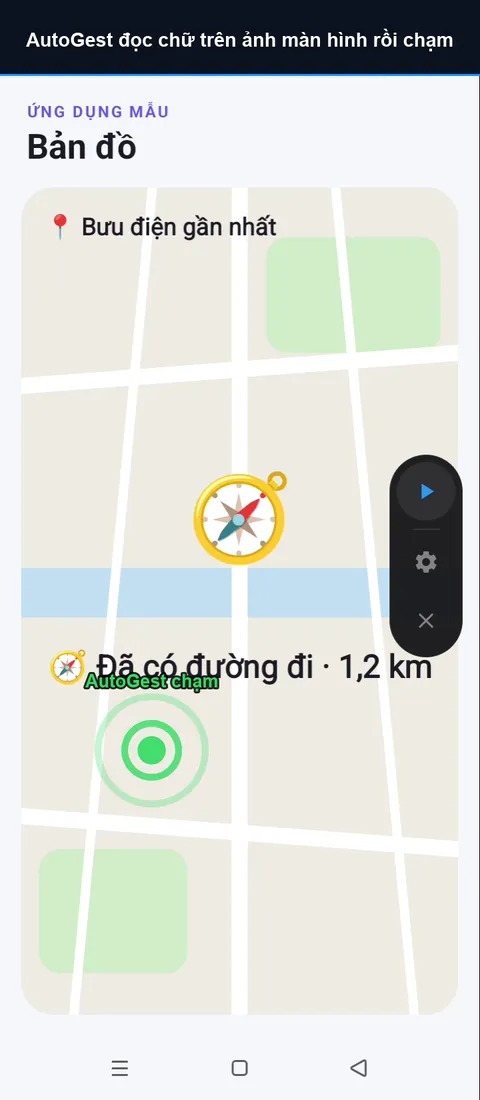 AutoGest đọc chữ trên ảnh màn hình rồi chạm
ỨNG DỤNG MẪU
Bản đồ
Bưu điện gần nhất
Đã có đường đi · 1,2 km
AutoGest chạm